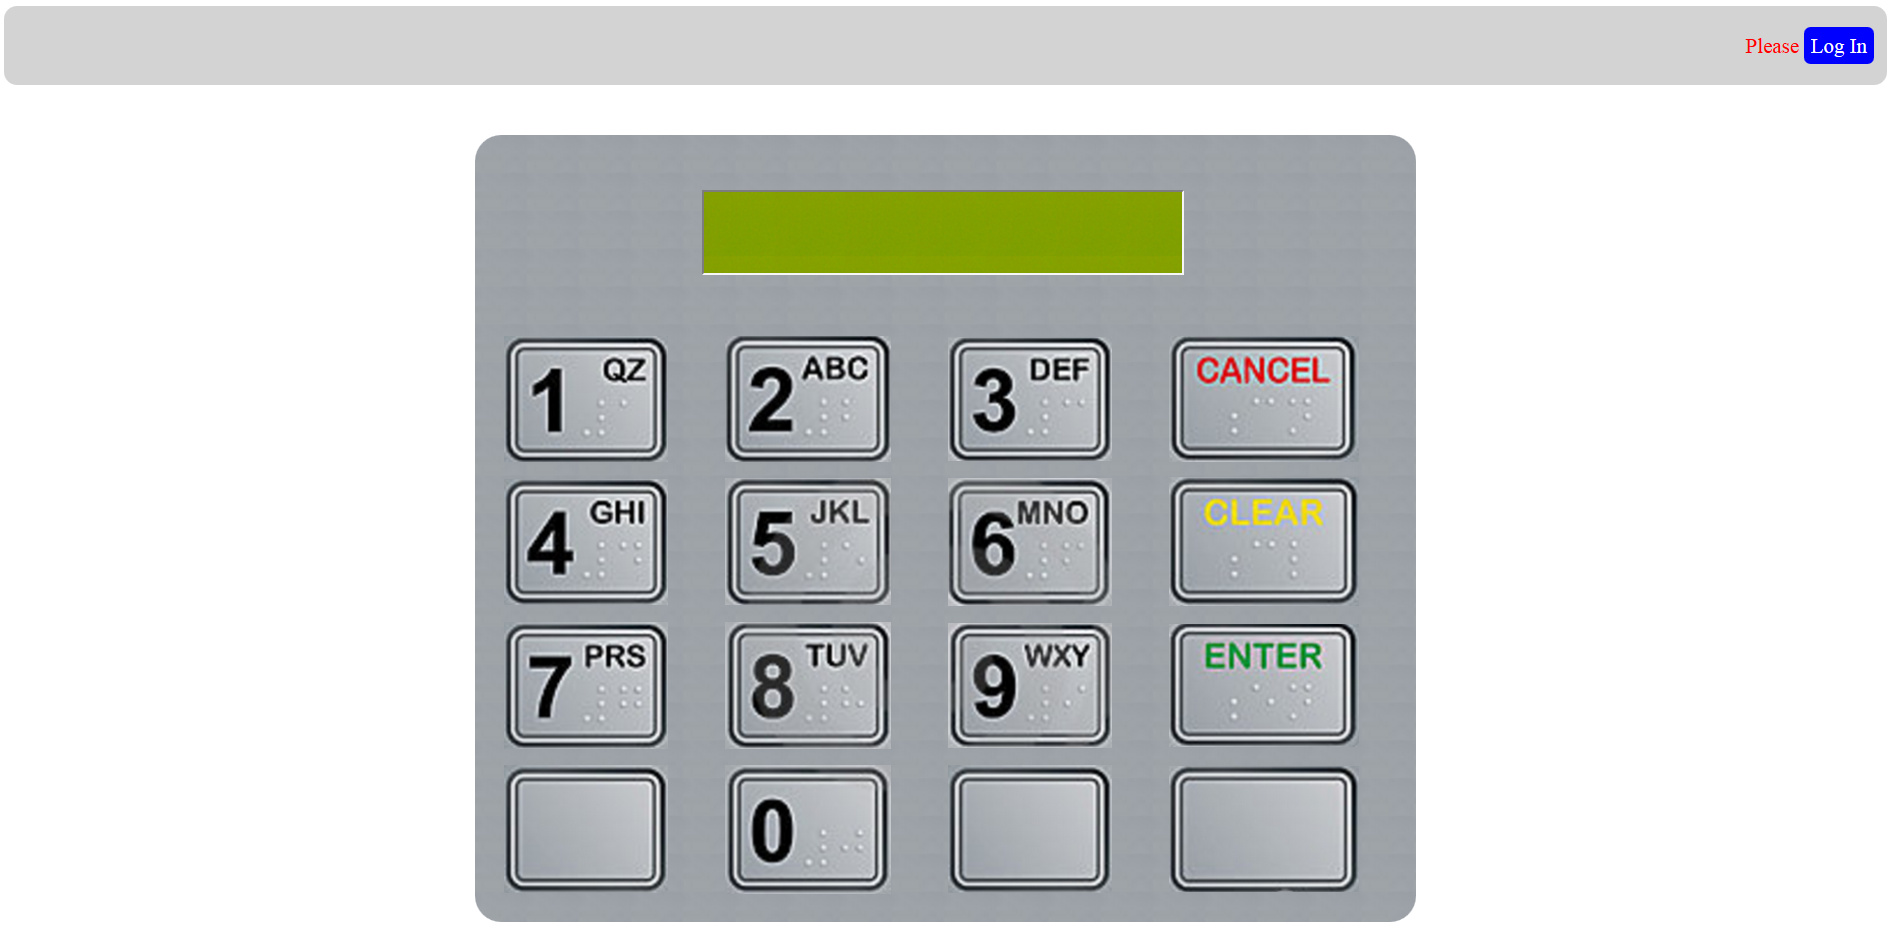 Please Log In
1 QZ 2 ABC 3 DEF CANCEL
4 GHI 5 JKL 6 MNO CLEAR
7 PRS 8 TUV 9 WXY ENTER
0